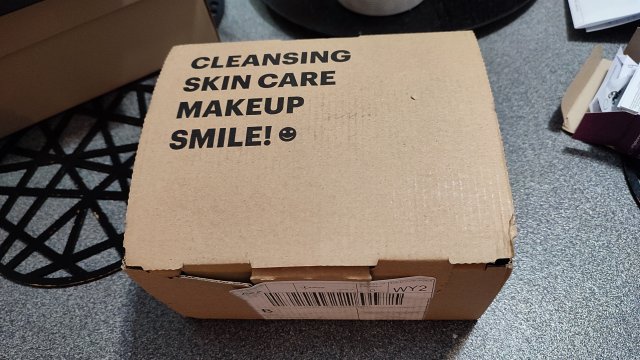 CLEANSING
SKIN CARE
MAKEUP
SMILE!
WY2